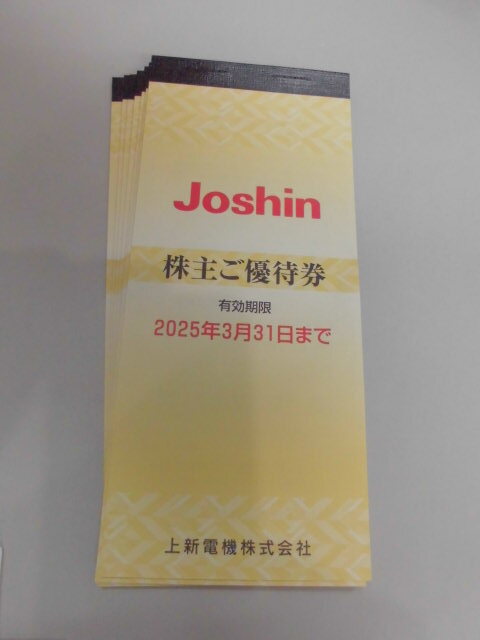 Joshin
株主ご優待券
有効期限
2025年3月31日まで
上新電機株式会社